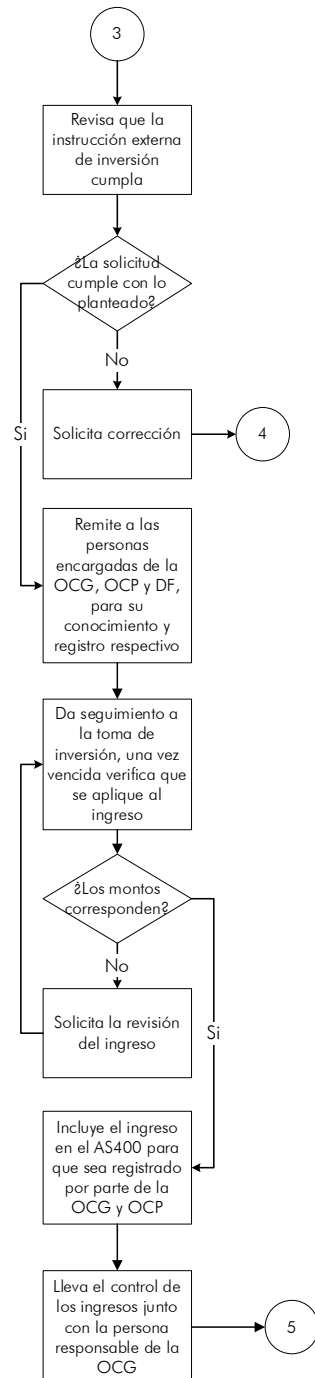 3
Revisa que la
instrucción externa
de inversión
cumpla
¿La solicitud
cumple con lo
planteado?
No
Si
Solicita corrección
4
Remite a las
personas
encargadas de la
OCG, OCP y DF,
para su
conocimiento y
registro respectivo
Da seguimiento a
la toma de
inversión, una vez
vencida verifica que
se aplique al
ingreso
¿Los montos
corresponden?
No
Si
Solicita la revisión
del ingreso
Incluye el ingreso
en el AS400 para
que sea registrado
por parte de la
OCG y OCP
Lleva el control de
los ingresos junto
con la persona
responsable de la
OCG
5